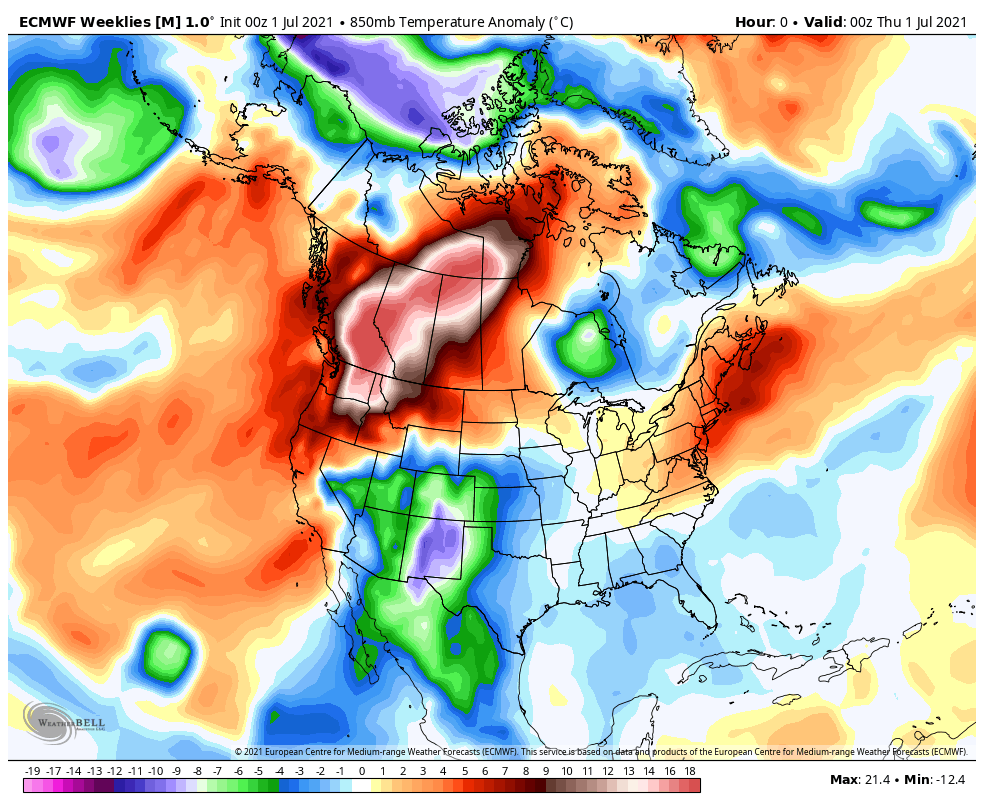 ECMWF Weeklies [M] 1.0° Init 00z 1 Jul 2021 • 850mb Temperature Anomaly (°C)
Hour: 0 • Valid: 00z Thu 1 Jul 2021
WEATHERBELL
© 2021 European Centre for Medium-range Weather Forecasts (ECMWF). This service is based on data and products of the European Centre for Medium-range Weather Forecasts (ECMWF).
-19 -17 -14 -13 -12 -11 -10 -9 -8 -7 -6 -5 -4 -3 -2 -1 0 1 2 3 4 5 6 7 8 9 10 11 12 13 14 16 18
Max: 21.4 • Min: -12.4